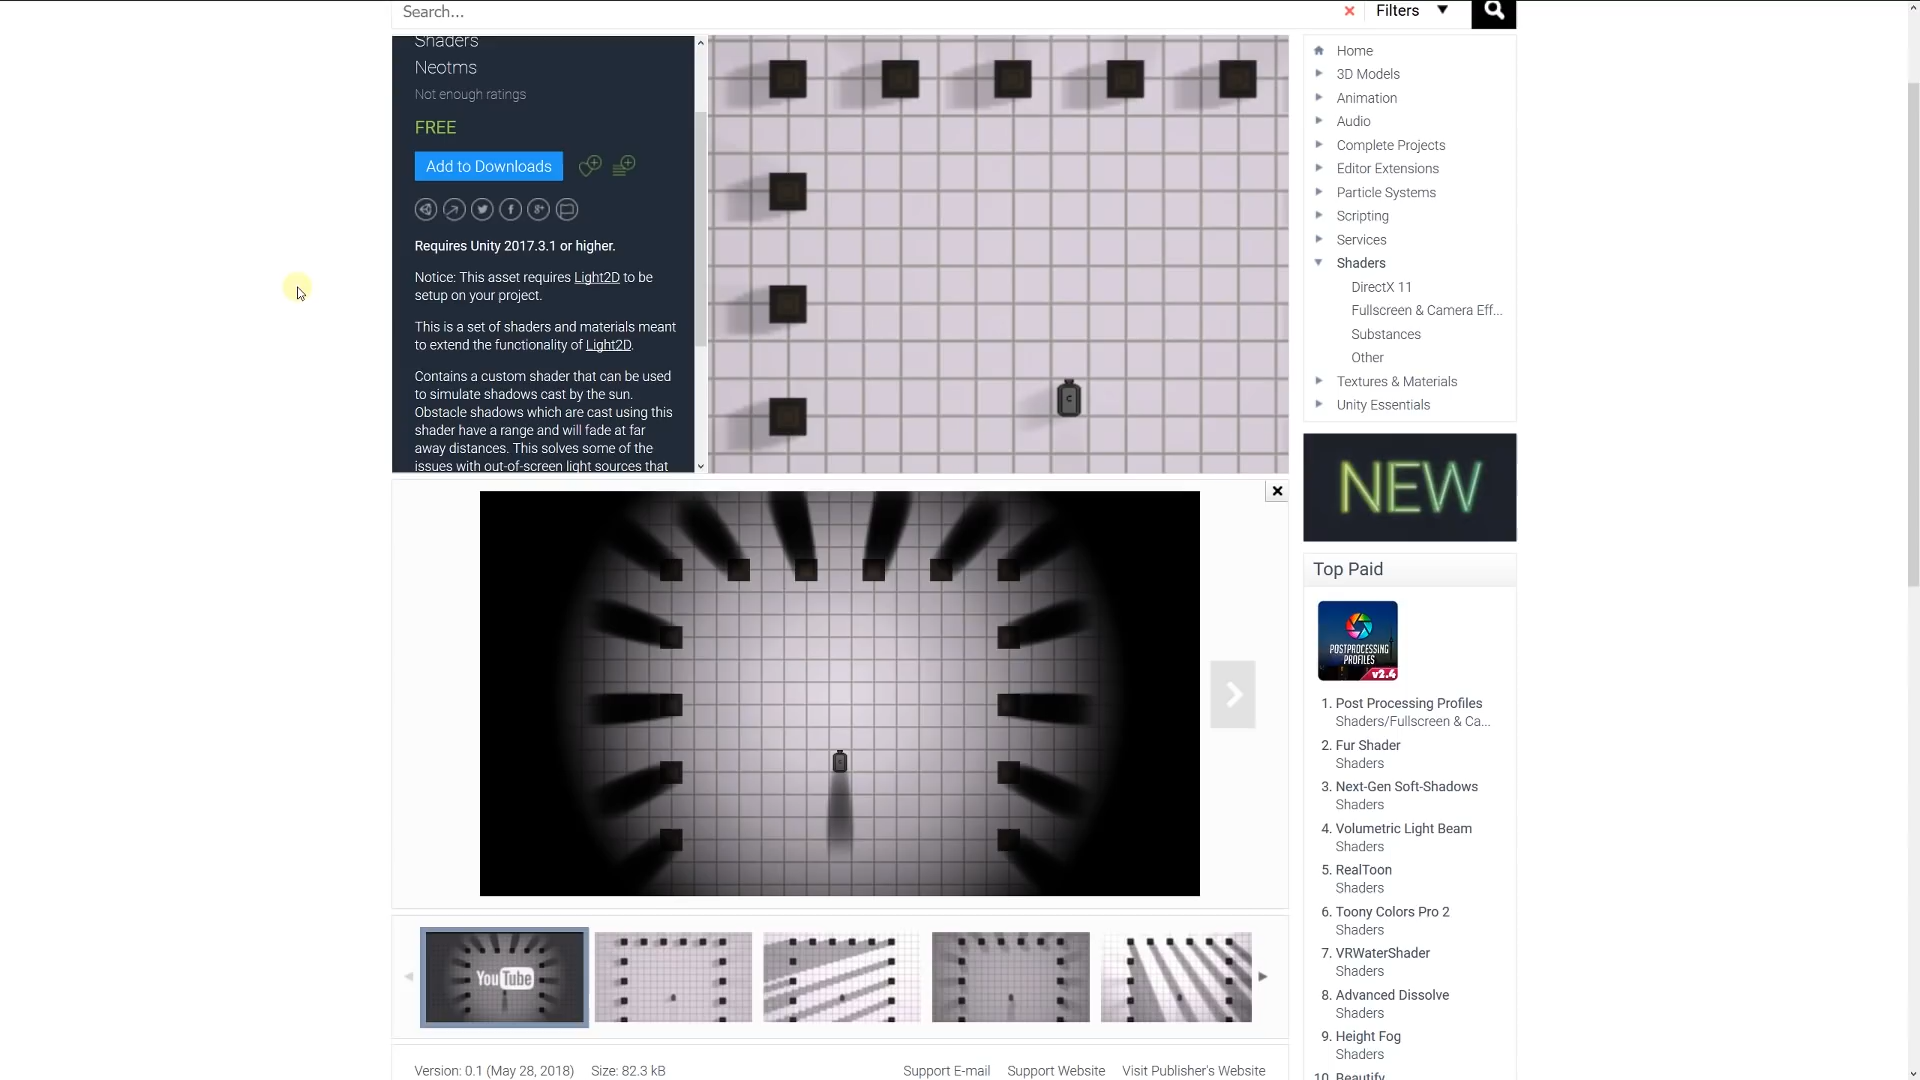 Search...
Filters
Shaders
Neotms
Not enough ratings
FREE
Add to Downloads
Requires Unity 2017.3.1 or higher.
Notice: This asset requires Light2D to be
setup on your project.
This is a set of shaders and materials meant
to extend the functionality of Light2D.
Contains a custom shader that can be used
to simulate shadows cast by the sun.
Obstacle shadows which are cast using this
shader have a range and will fade at far
away distances. This solves some of the
issues with out-of-screen light sources that
C
YouTube
Version: 0.1 (May 28, 2018)
Size: 82.3 kB
Support E-mail
Support Website
Visit Publisher's Website
Home
3D Models
Animation
Audio
Complete Projects
Editor Extensions
Particle Systems
Scripting
Services
Shaders
DirectX 11
Fullscreen & Camera Eff...
Substances
Other
Textures & Materials
Unity Essentials
NEW
Top Paid
POSTPROCESSING
PROFILES
v2.4
1. Post Processing Profiles
Shaders/Fullscreen & Ca...
2. Fur Shader
Shaders
3. Next-Gen Soft-Shadows
Shaders
4. Volumetric Light Beam
Shaders
5. RealToon
Shaders
6. Toony Colors Pro 2
Shaders
7. VRWaterShader
Shaders
8. Advanced Dissolve
Shaders
9. Height Fog
Shaders
10. Beautify